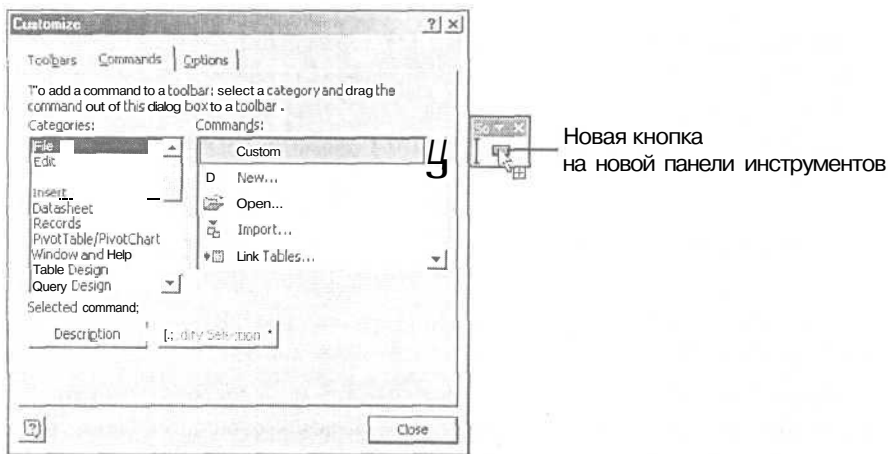 Customize
Toolbars Commands Options
To add a command to a toolbar: select a category and drag the
command out of this dialog box to a toolbar.
Categories:
File
Edit
Insert
Datasheet
Records
PivotTable/PivotChart
Window and Help
Table Design
Query Design
Commands:
Custom
New...
Open...
Import...
Link Tables...
Selected command;
Description
Selection
Close
Новая кнопка
на новой панели инструментов